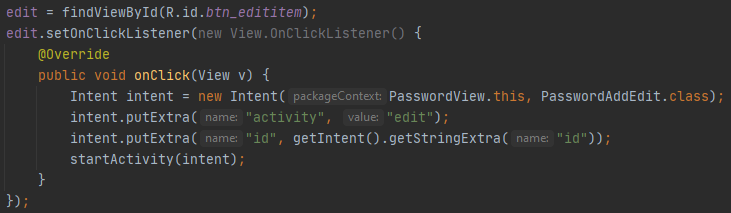 edit = findViewById(R.id.btn_edititem);
edit.setOnClickListener(new View.OnClickListener() {
@Override
public void onClick(View v) {
Intent intent = new Intent( packageContext: PasswordView.this, PasswordAddEdit.class);
intent.putExtra( name: "activity", value: "edit");
intent.putExtra( name: "id", getIntent().getStringExtra( name: "id"));
startActivity(intent);
}
});